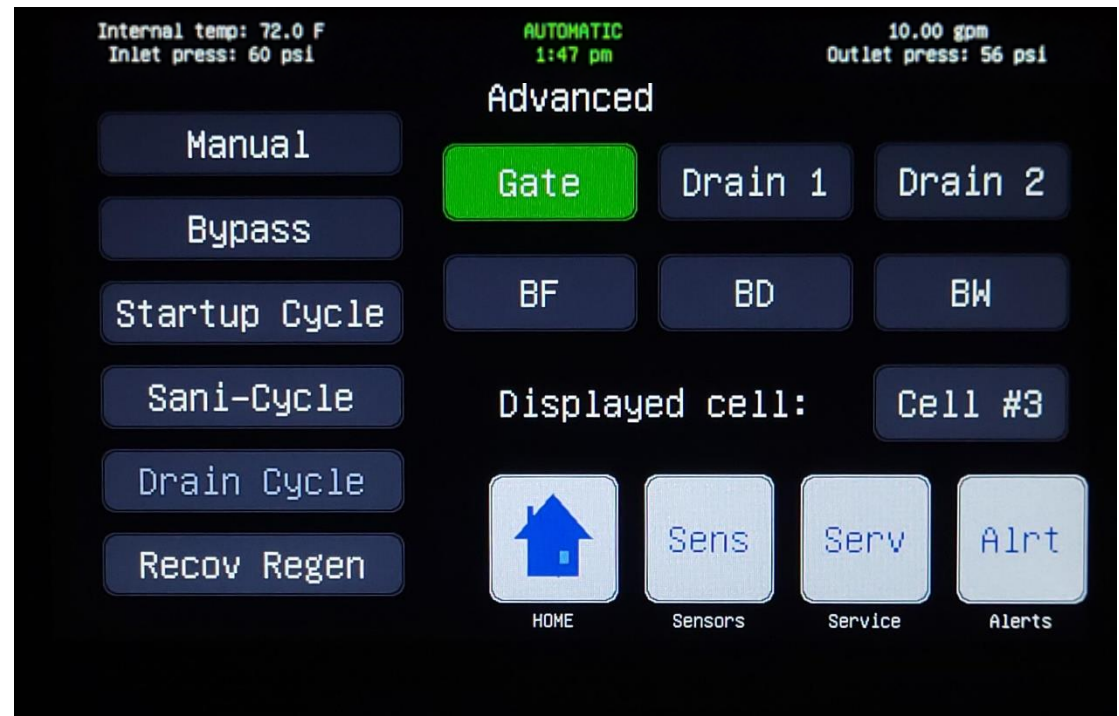 Internal temp: 72.0 F
Inlet press: 60 psi
AUTOMATIC
1:47 pm
10.00 gpm
Outlet press: 56 psi
Advanced
Manual
Bypass
Startup Cycle
Sani-Cycle
Drain Cycle
Recov Regen
Gate
Drain 1
Drain 2
BF
BD
BW
Displayed cell:
Cell #3
Sens
Serv
Alrt
HOME
Sensors
Service
Alerts